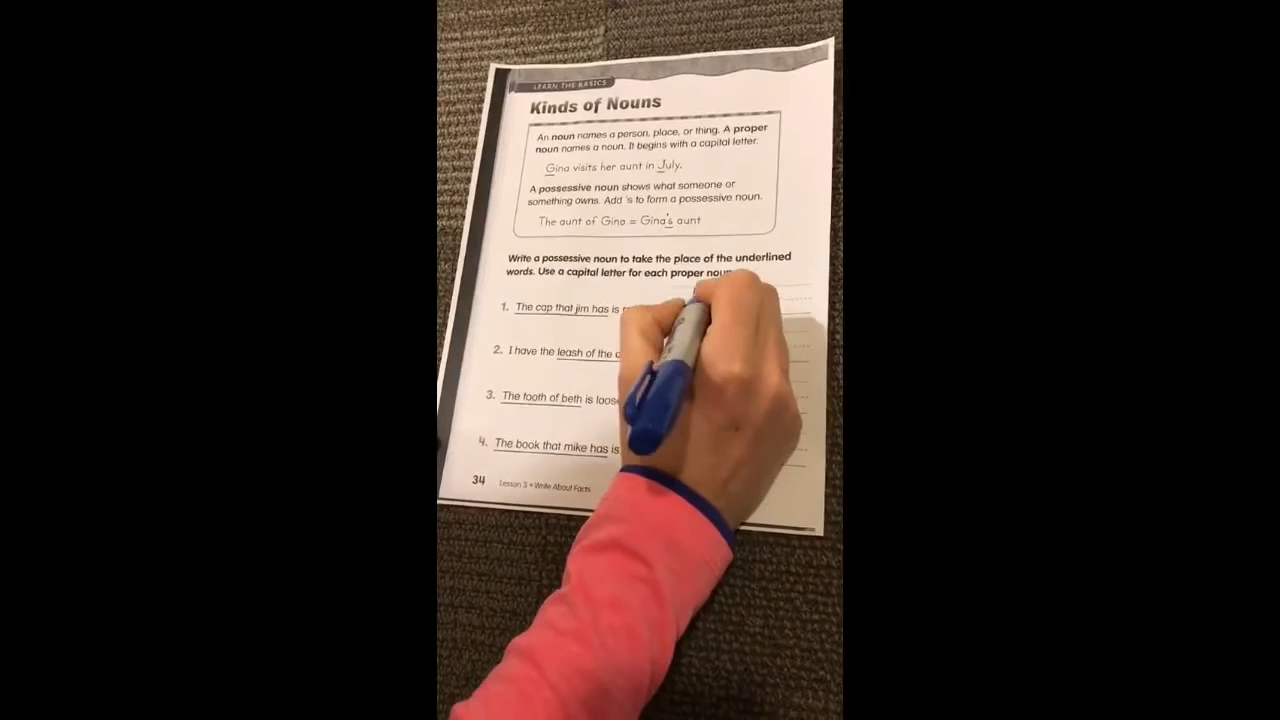 LEARN THE BASICS
Kinds of Nouns
An noun names a person, place, or thing. A proper
noun names a noun. It begins with a capital letter.
Gina visits her aunt in July.
A possessive noun shows what someone or
something owns. Add 's to form a possessive noun.
The aunt of Gina = Gina's aunt
Write a possessive noun to take the place of the underlined
words. Use a capital letter for each proper
1. The cap that jim has is
2. I have the leash of the
3. The tooth of beth is
4. The book that mike has is
34 Lesson 3 • Write About Facts